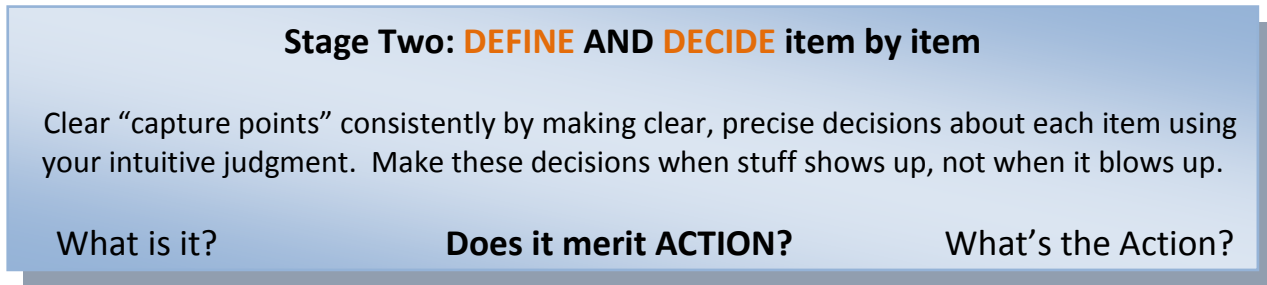 Stage Two: DEFINE AND DECIDE item by item
Clear “capture points” consistently by making clear, precise decisions about each item using
your intuitive judgment.  Make these decisions when stuff shows up, not when it blows up.
What is it? Does it merit ACTION? What’s the Action?